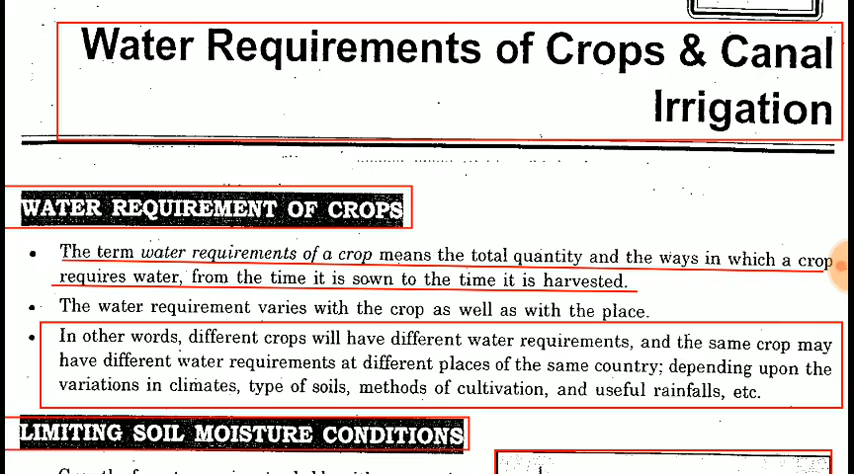 Water Requirements of Crops & Canal
Irrigation
WATER REQUIREMENT OF CROPS
• The term water requirements of a crop means the total quantity and the ways in which a crop
requires water, from the time it is sown to the time it is harvested.
• The water requirement varies with the crop as well as with the place.
• In other words, different crops will have different water requirements, and the same crop may
have different water requirements at different places of the same country; depending upon the
variations in climates, type of soils, methods of cultivation, and useful rainfalls, etc.
LIMITING SOIL MOISTURE CONDITIONS